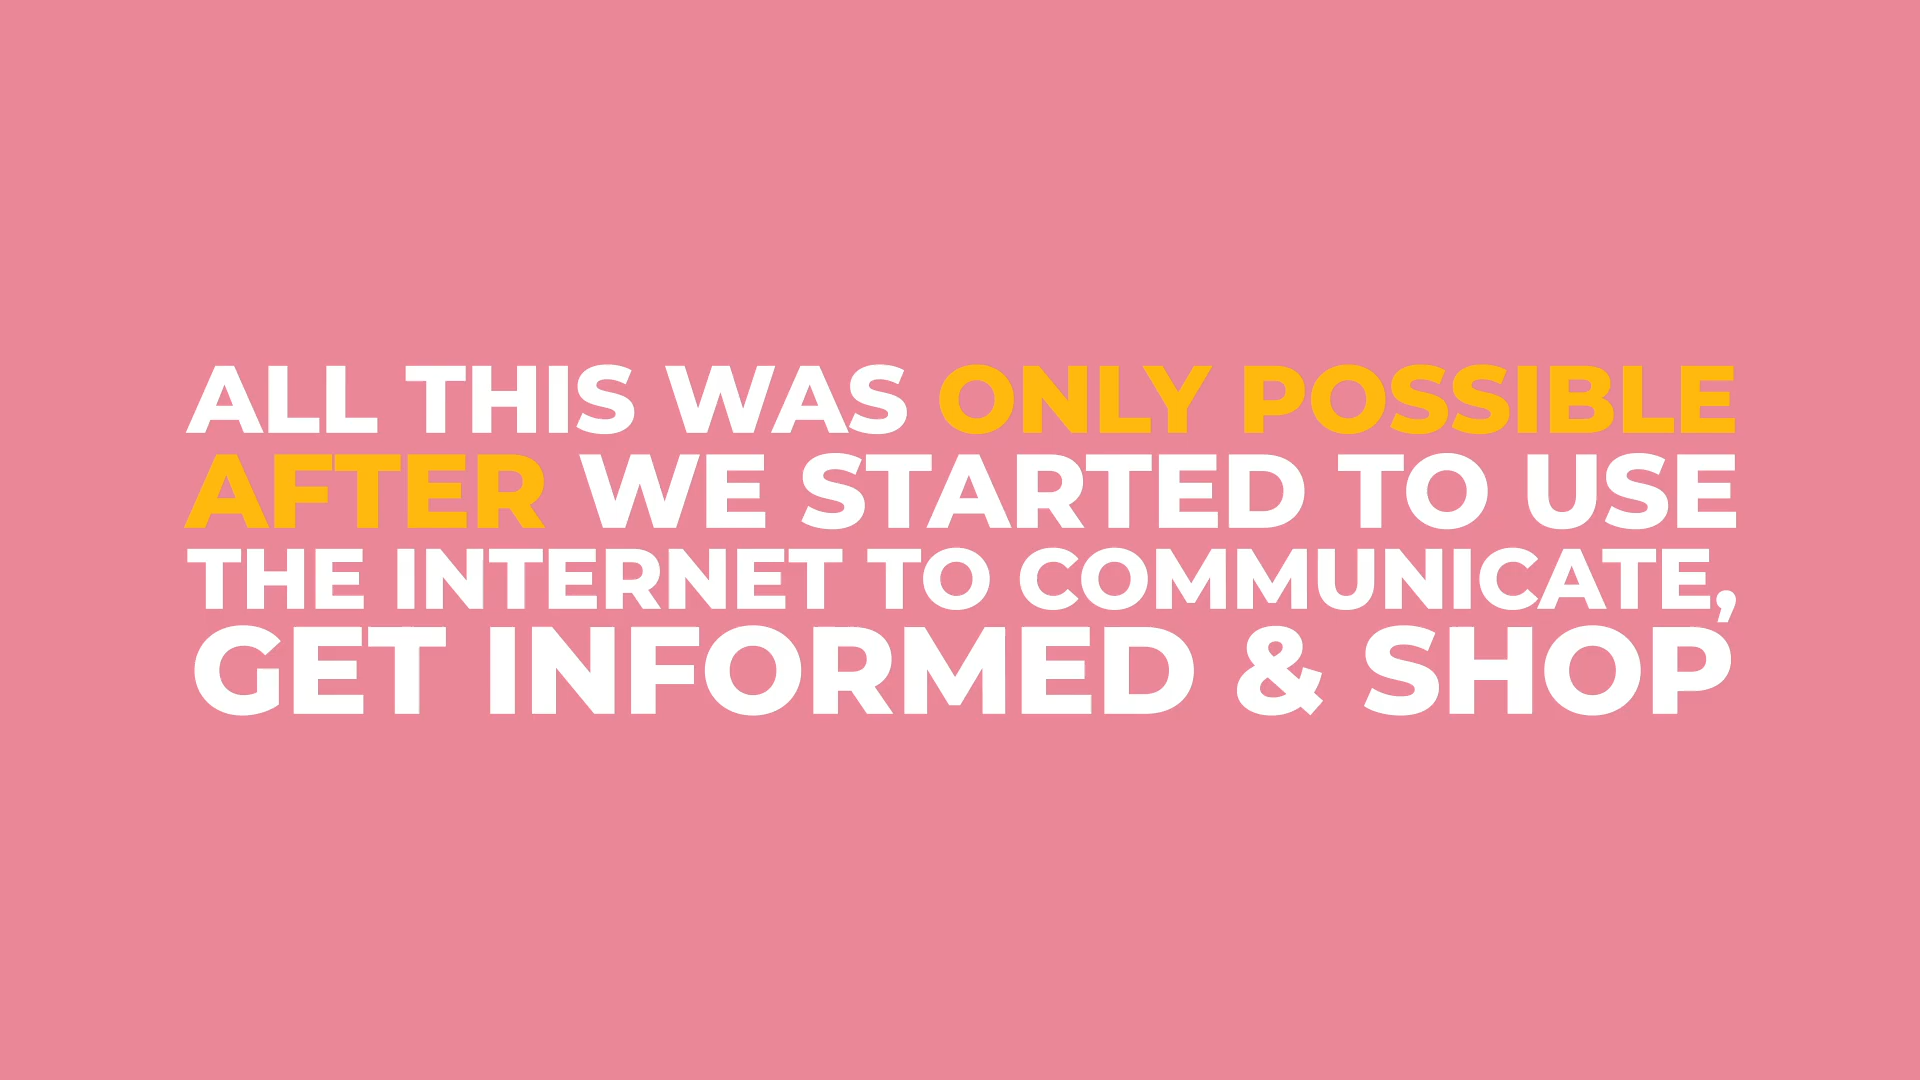 ALL THIS WAS ONLY POSSIBLE
AFTER WE STARTED TO USE
THE INTERNET TO COMMUNICATE,
GET INFORMED & SHOP